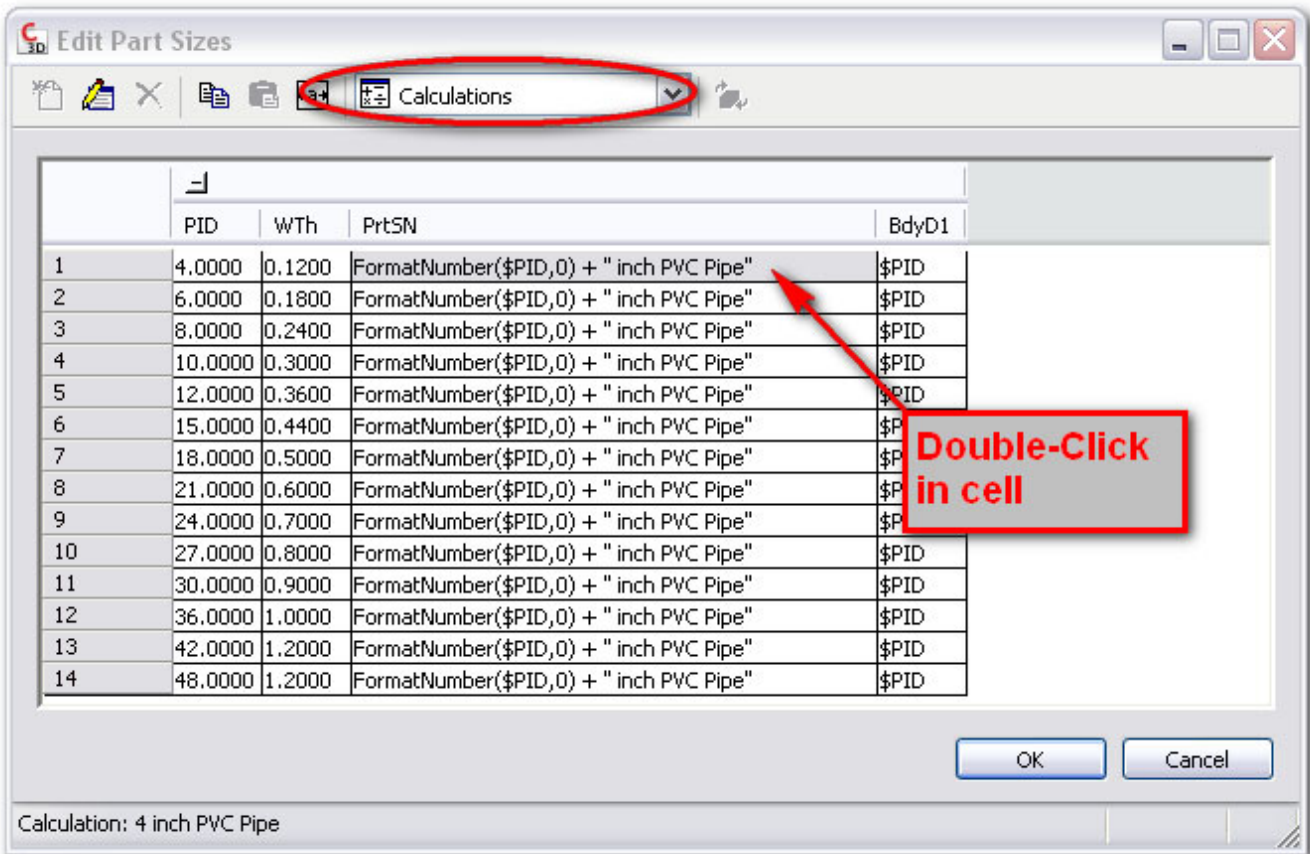 C3D Edit Part Sizes
Calculations
PID WTh PrtSN BdyD1
1 4.0000 0.1200 FormatNumber($PID,0) + " inch PVC Pipe" $PID
2 6.0000 0.1800 FormatNumber($PID,0) + " inch PVC Pipe" $PID
3 8.0000 0.2400 FormatNumber($PID,0) + " inch PVC Pipe" $PID
4 10.0000 0.3000 FormatNumber($PID,0) + " inch PVC Pipe" $PID
5 12.0000 0.3600 FormatNumber($PID,0) + " inch PVC Pipe" $PID
6 15.0000 0.4400 FormatNumber($PID,0) + " inch PVC Pipe" $P
7 18.0000 0.5000 FormatNumber($PID,0) + " inch PVC Pipe" $P
8 21.0000 0.6000 FormatNumber($PID,0) + " inch PVC Pipe" $P
9 24.0000 0.7000 FormatNumber($PID,0) + " inch PVC Pipe" $P
Double-Click
in cell
10 27.0000 0.8000 FormatNumber($PID,0) + " inch PVC Pipe" $PID
11 30.0000 0.9000 FormatNumber($PID,0) + " inch PVC Pipe" $PID
12 36.0000 1.0000 FormatNumber($PID,0) + " inch PVC Pipe" $PID
13 42.0000 1.2000 FormatNumber($PID,0) + " inch PVC Pipe" $PID
14 48.0000 1.2000 FormatNumber($PID,0) + " inch PVC Pipe" $PID
OK Cancel
Calculation: 4 inch PVC Pipe